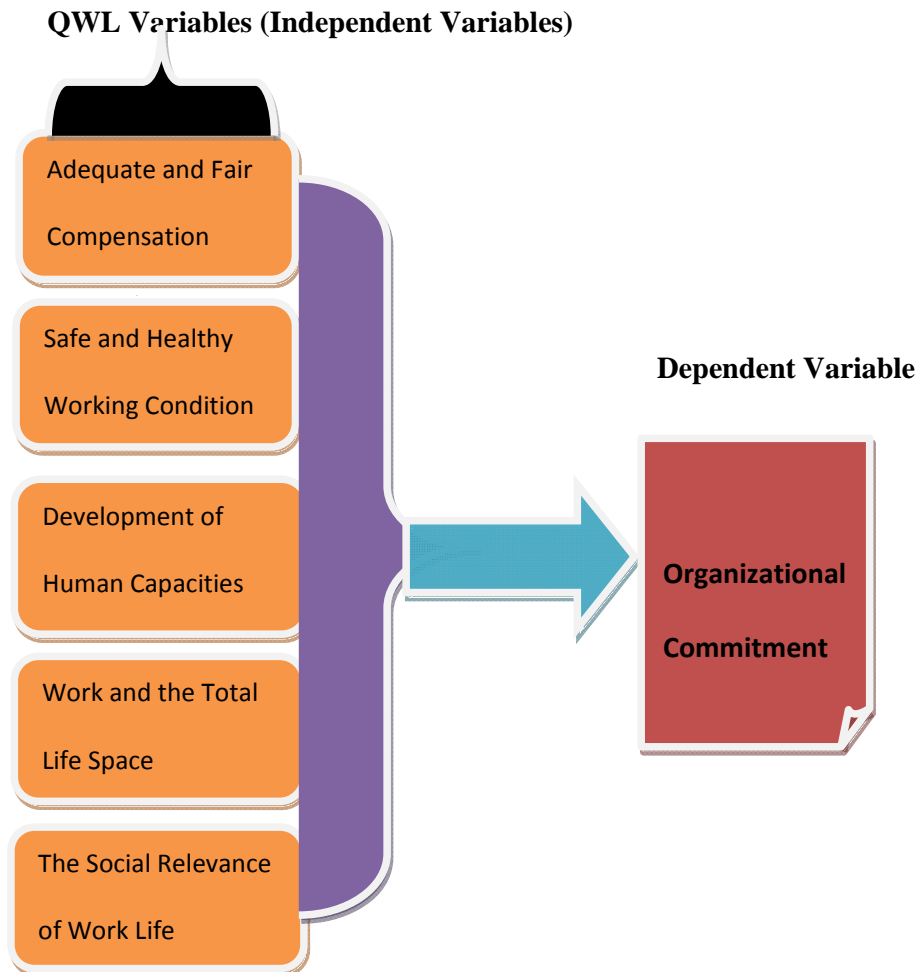 QWL Variables (Independent Variables)
Adequate and Fair
Compensation
Safe and Healthy
Working Condition
Development of
Human Capacities
Work and the Total
Life Space
The Social Relevance
of Work Life
Dependent Variable
Organizational
Commitment